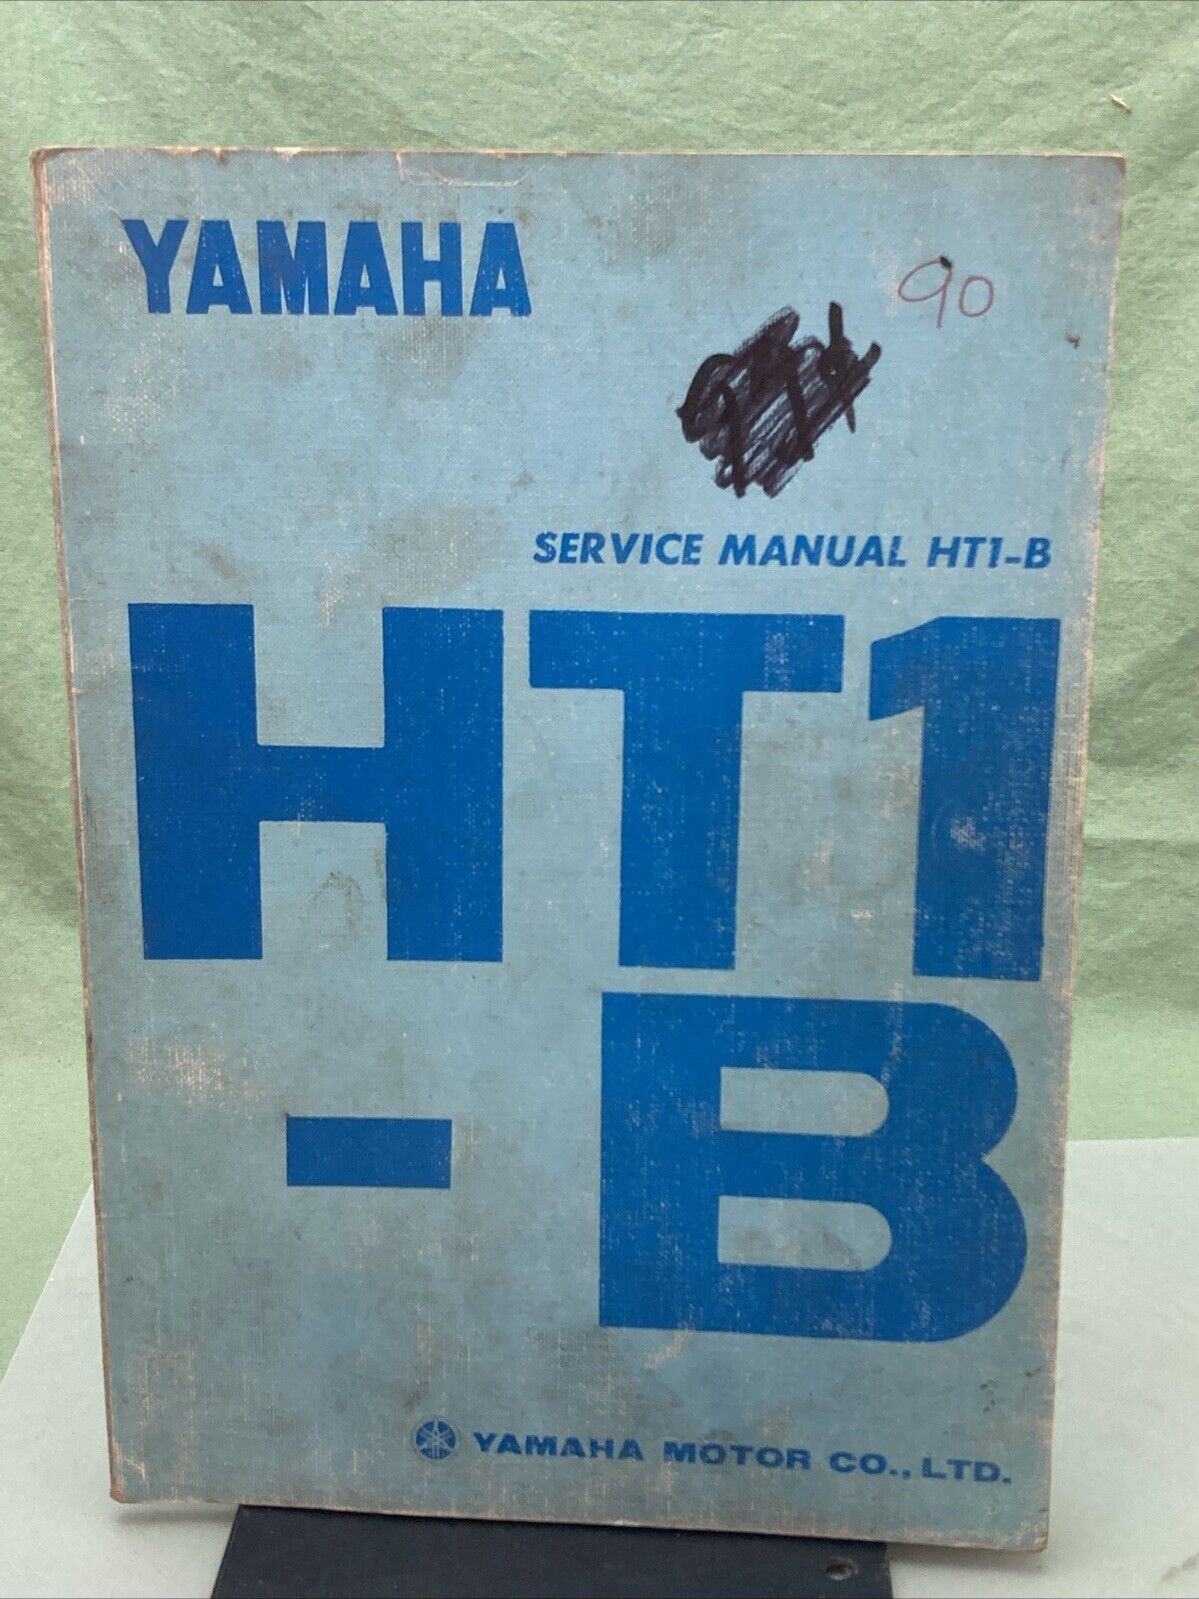 YAMAHA
90
SERVICE MANUAL HT1-B
HT1
-B
YAMAHA MOTOR CO., LTD.